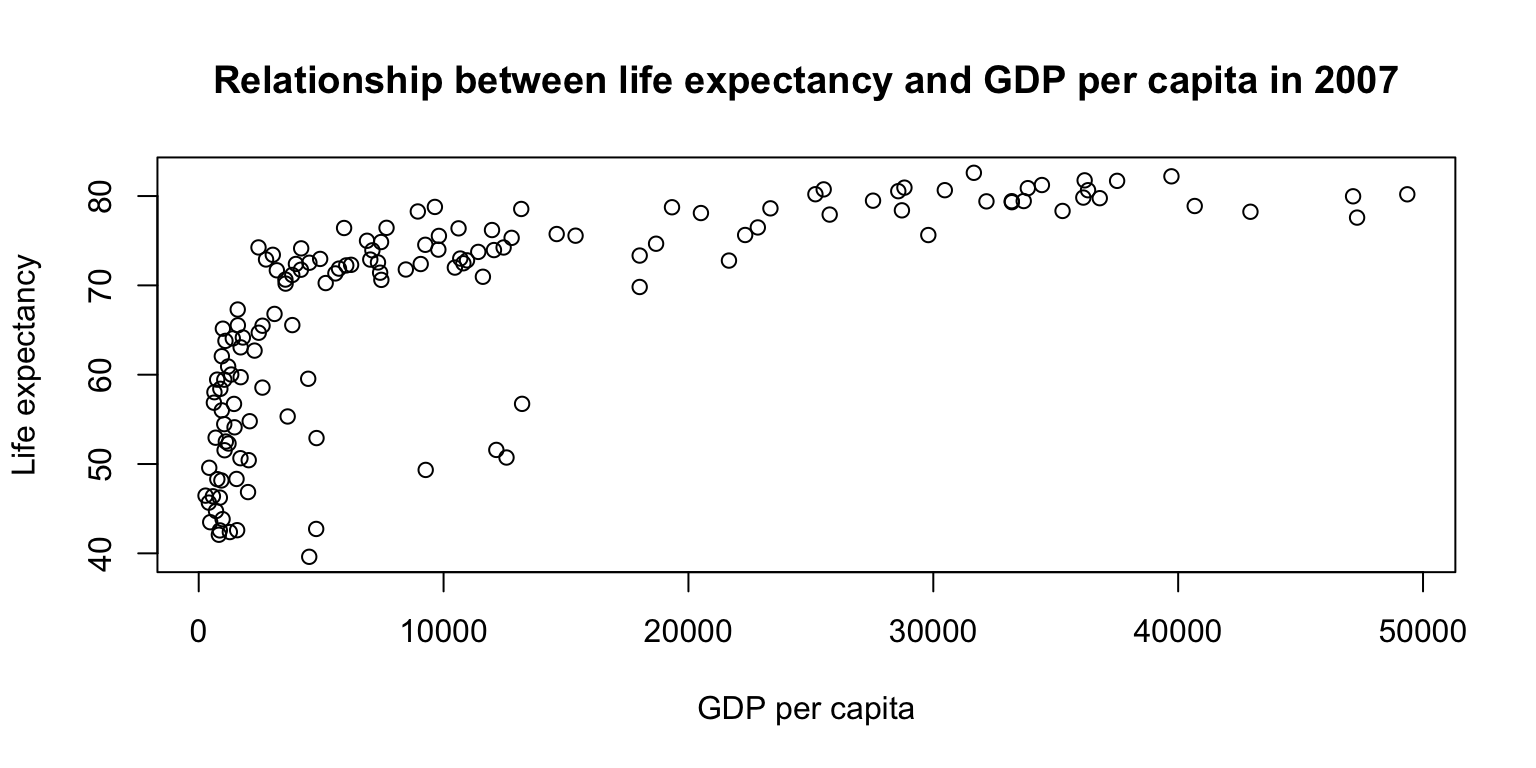 Relationship between life expectancy and GDP per capita in 2007
Life expectancy
80
70
60
50
40
0 10000 20000 30000 40000 50000
GDP per capita